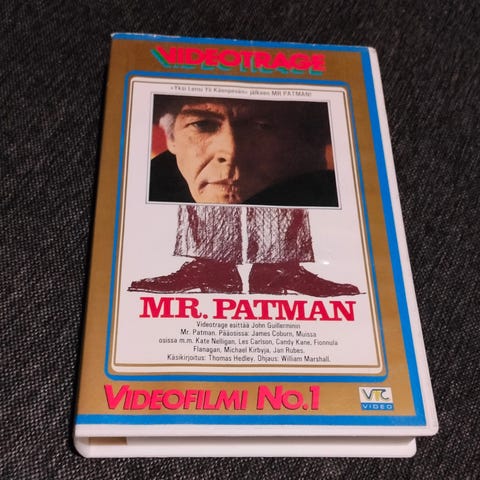 VIDEOTRAGE
»Yksi Lensi Yli Käenpesän» jälkeen MR PATMAN!
MR. PATMAN
Videotrage esittää John Guillerminin
Mr. Patman. Pääosissa: James Coburn, Muissa
osissa m.m. Kate Nelligan, Les Carlson, Candy Kane, Fionnula
Flanagan, Michael Kirbyja, Jan Rubes.
Käsikirjoitus: Thomas Hedley. Ohjaus: William Marshall.
VIDEOFILMI NO.1
VTC
VIDEO